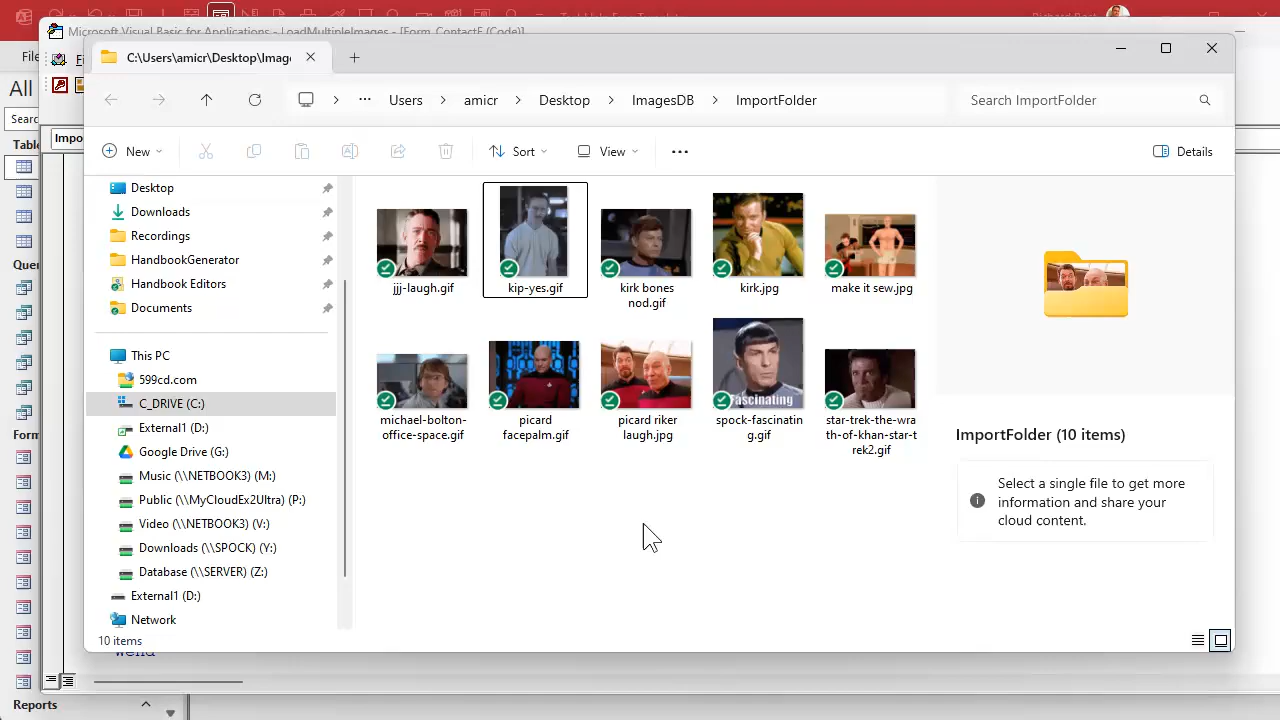 Microsoft Visual Basic for Applications - LoadMultipleImages - [Form_ContactF (Code)]
C:\Users\amicr\Desktop\Image
Users
amicr
Desktop
ImagesDB
ImportFolder
Search ImportFolder
File
All
Searc
Impo
New
Sort
View
Details
Table
Quer
Form
Reports
Desktop
Downloads
Recordings
HandbookGenerator
Handbook Editors
Documents
This PC
599cd.com
C_DRIVE (C:)
External1 (D:)
Google Drive (G:)
Music (\\NETBOOK3) (M:)
Public (\\MyCloudEx2Ultra) (P:)
Video (\\NETBOOK3) (V:)
Downloads (\\SPOCK) (Y:)
Database (\\SERVER) (Z:)
External1 (D:)
Network
jjj-laugh.gif
kip-yes.gif
kirk bones
nod.gif
kirk.jpg
make it sew.jpg
michael-bolton-
office-space.gif
picard
facepalm.gif
picard riker
laugh.jpg
Fascinating
spock-fascinatin
g.gif
star-trek-the-wra
th-of-khan-star-t
rek2.gif
ImportFolder (10 items)
Select a single file to get more
information and share your
cloud content.
10 items